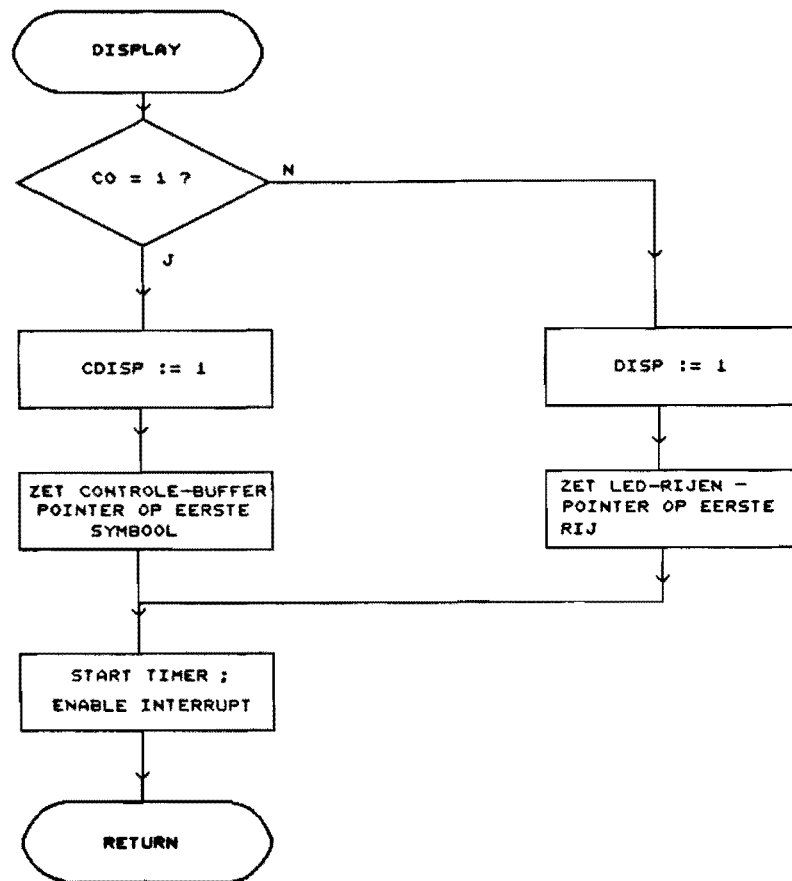 DISPLAY
CO = 1 ?
N
J
CDISP := 1
DISP := 1
ZET CONTROLE-BUFFER
POINTER OP EERSTE
SYMBOOL
ZET LED-RIJEN -
POINTER OP EERSTE
RIJ
START TIMER ;
ENABLE INTERRUPT
RETURN